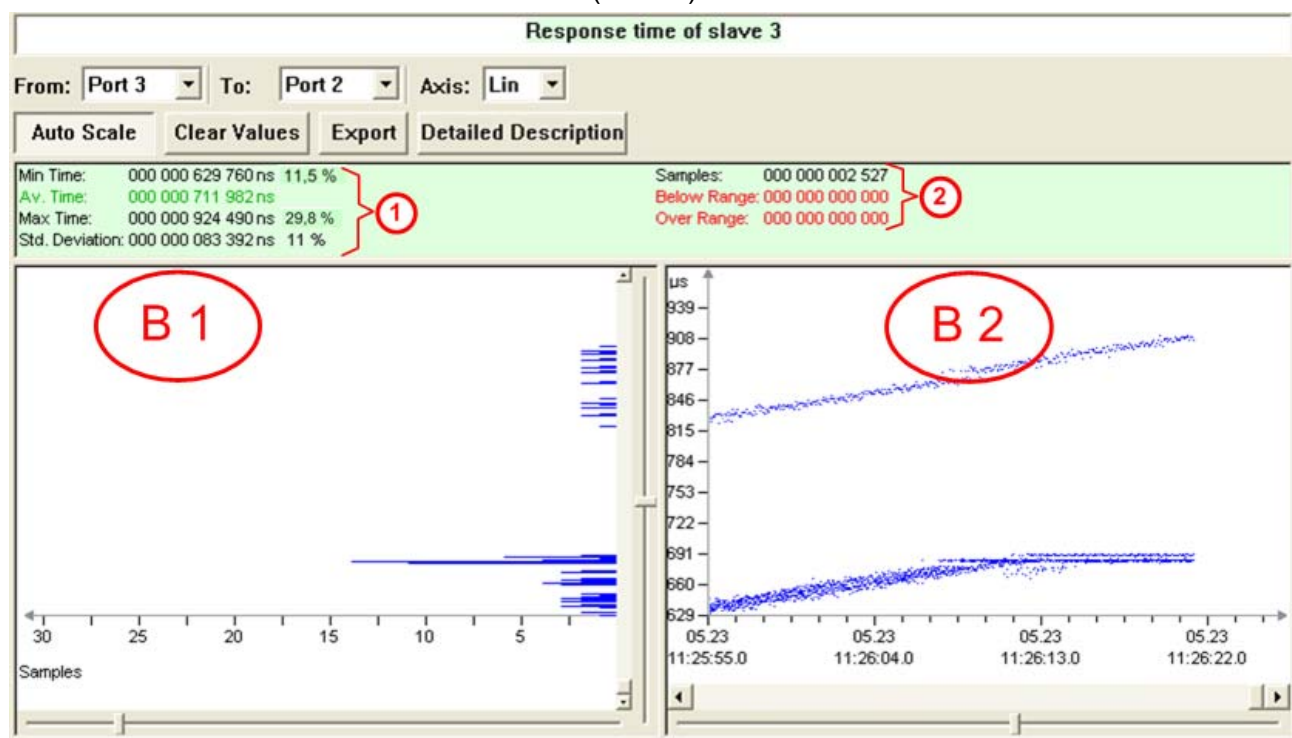 Response time of slave 3
From: Port 3 To: Port 2 Axis: Lin
Auto Scale Clear Values Export Detailed Description
Min Time: 000 000 629 760 ns 11,5 %
Av. Time: 000 000 711 982 ns
Max Time: 000 000 924 490 ns 29,8 %
Std. Deviation: 000 000 083 392 ns 11 %
1
Samples: 000 000 002 527
Below Range: 000 000 000 000
Over Range: 000 000 000 000
2
B 1
30 25 20 15 10 5
Samples
B 2
µs
939
908
877
846
815
784
753
722
691
660
629
05.23 05.23 05.23 05.23
11:25:55.0 11:26:04.0 11:26:13.0 11:26:22.0